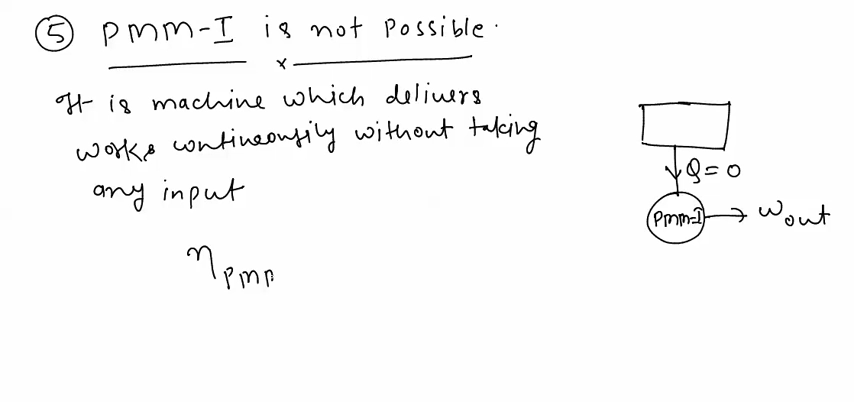 ⑤ PMM-I is not possible.
It is machine which delivers
works contineously without taking
any input
Q=0
PMM-I
Wout
ηPMM